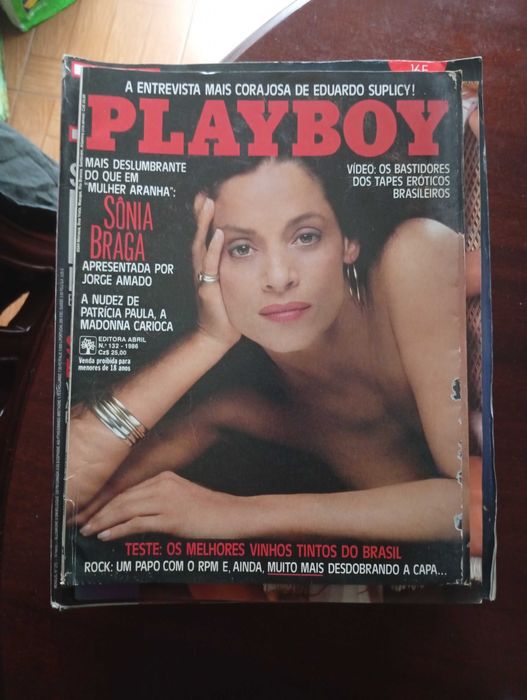 A ENTREVISTA MAIS CORAJOSA DE EDUARDO SUPLICY!
PLAYBOY
MAIS DESLUMBRANTE
DO QUE EM
"MULHER ARANHA":
SÔNIA
BRAGA
APRESENTADA POR
JORGE AMADO
A NUDEZ DE
PATRÍCIA PAULA, A
MADONNA CARIOCA
EDITORA ABRIL
N.º 132 - 1986
Cz$ 25,00
Venda proibida para
menores de 18 anos
VÍDEO: OS BASTIDORES
DOS TAPES ERÓTICOS
BRASILEIROS
TESTE: OS MELHORES VINHOS TINTOS DO BRASIL
ROCK: UM PAPO COM O RPM E, AINDA, MUITO MAIS DESDOBRANDO A CAPA...